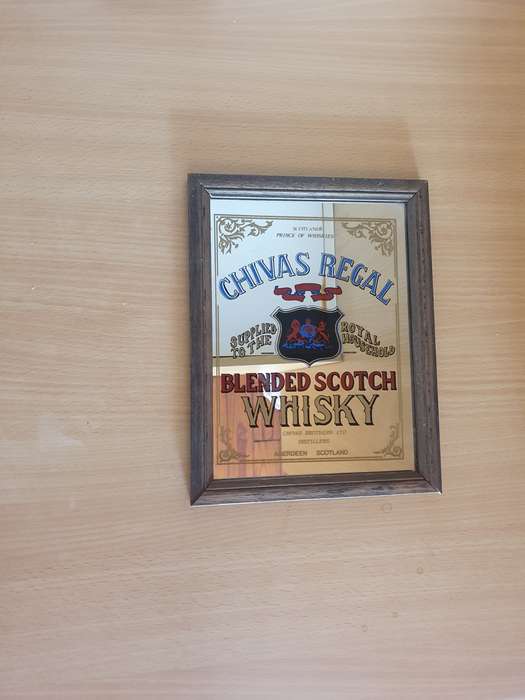 SCOTLAND'S
PRINCE OF WHISKIES
CHIVAS REGAL
SUPPLIED TO THE
ROYAL HOUSEHOLD
BLENDED SCOTCH
WHISKY
CHIVAS BROTHERS LTD
DISTILLERS
ABERDEEN SCOTLAND